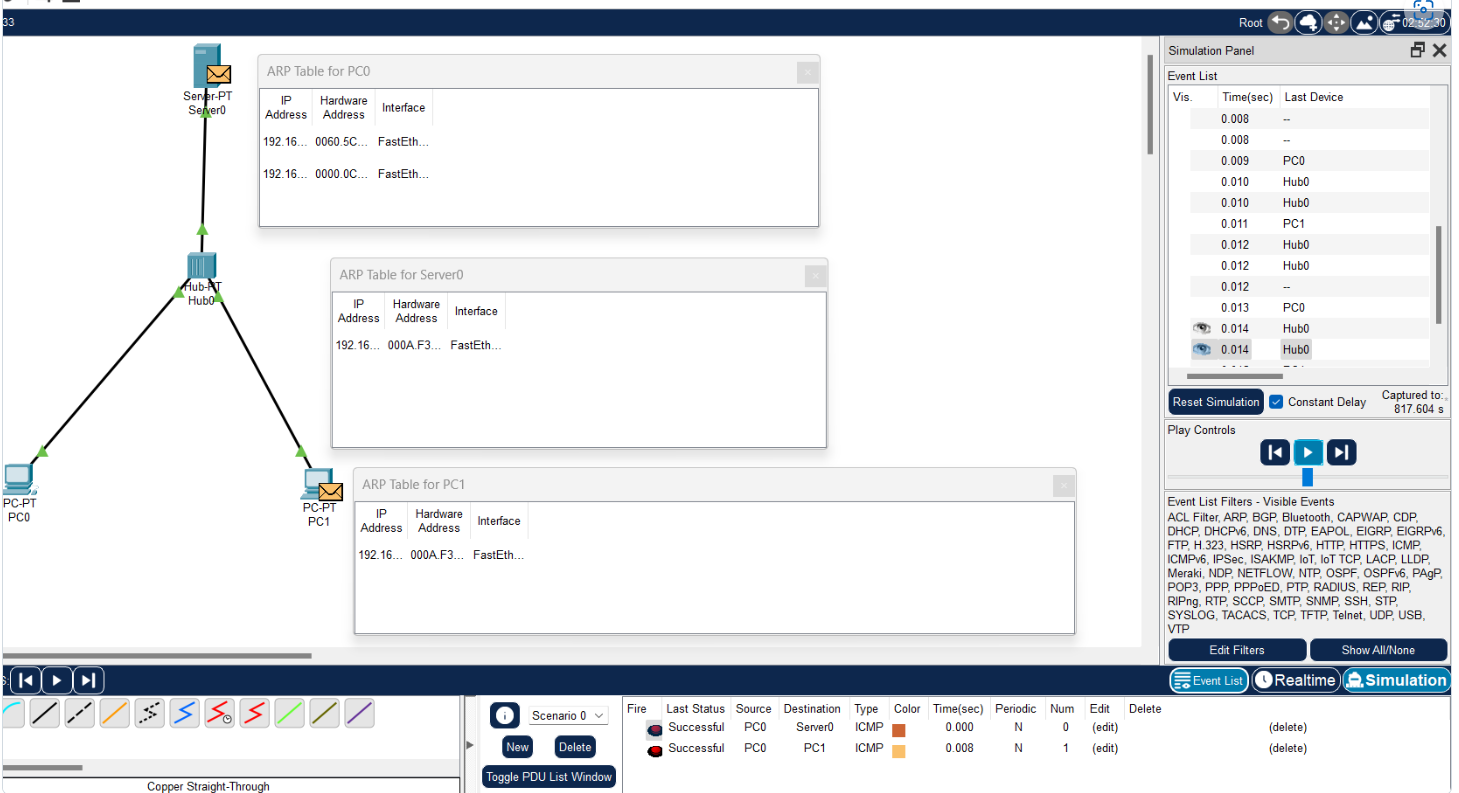 33
Root
02:52:30
Server-PT
Server0
Hub-PT
Hub0
PC-PT
PC0
PC-PT
PC1
ARP Table for PC0
IP Address Hardware Address Interface
192.16... 0060.5C... FastEth...
192.16... 0000.0C... FastEth...
ARP Table for Server0
IP Address Hardware Address Interface
192.16... 000A.F3... FastEth...
ARP Table for PC1
IP Address Hardware Address Interface
192.16... 000A.F3... FastEth...
Simulation Panel
Event List
Vis. Time(sec) Last Device
0.008 --
0.008 --
0.009 PC0
0.010 Hub0
0.010 Hub0
0.011 PC1
0.012 Hub0
0.012 Hub0
0.012 --
0.013 PC0
0.014 Hub0
0.014 Hub0
Reset Simulation Constant Delay Captured to:
817.604 s
Play Controls
Event List Filters - Visible Events
ACL Filter, ARP, BGP, Bluetooth, CAPWAP, CDP,
DHCP, DHCPv6, DNS, DTP, EAPOL, EIGRP, EIGRPv6,
FTP, H.323, HSRP, HSRPv6, HTTP, HTTPS, ICMP,
ICMPv6, IPSec, ISAKMP, IoT, IoT TCP, LACP, LLDP,
Meraki, NDP, NETFLOW, NTP, OSPF, OSPFv6, PAgP,
POP3, PPP, PPPoED, PTP, RADIUS, REP, RIP,
RIPng, RTP, SCCP, SMTP, SNMP, SSH, STP,
SYSLOG, TACACS, TCP, TFTP, Telnet, UDP, USB,
VTP
Edit Filters Show All/None
Event List Realtime Simulation
Copper Straight-Through
Scenario 0
New Delete
Toggle PDU List Window
Fire Last Status Source Destination Type Color Time(sec) Periodic Num Edit Delete
Successful PC0 Server0 ICMP 0.000 N 0 (edit) (delete)
Successful PC0 PC1 ICMP 0.008 N 1 (edit) (delete)